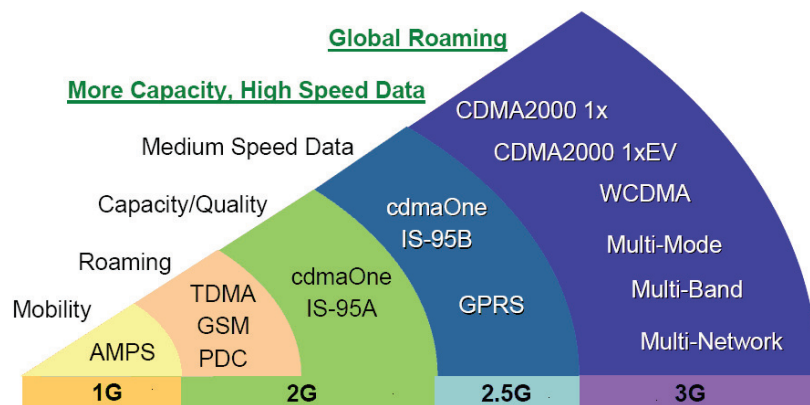 Global Roaming
More Capacity, High Speed Data
Medium Speed Data
Capacity/Quality
Roaming
Mobility
AMPS
TDMA
GSM
PDC
cdmaOne
IS-95A
cdmaOne
IS-95B
GPRS
CDMA2000 1x
CDMA2000 1xEV
WCDMA
Multi-Mode
Multi-Band
Multi-Network
1G
2G
2.5G
3G